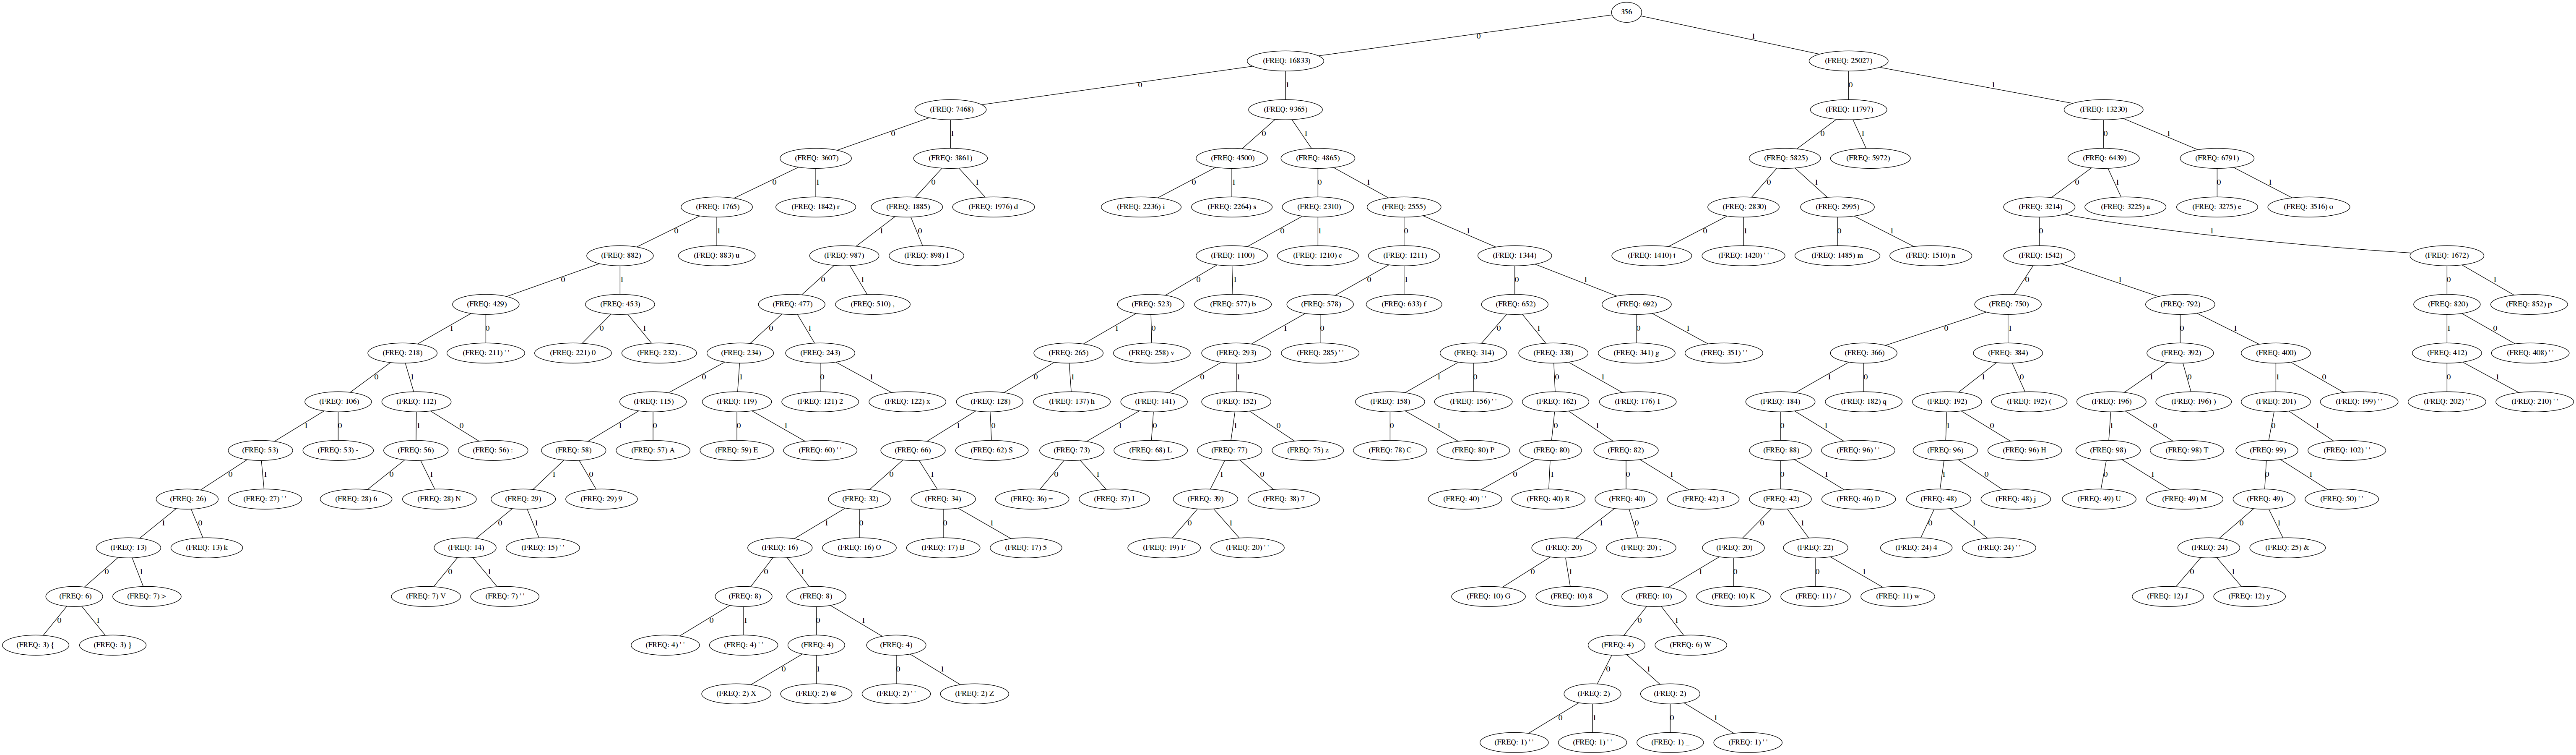 356
0 1
(FREQ: 16833) (FREQ: 25027)
0 1 0 1
(FREQ: 7468) (FREQ: 9365) (FREQ: 11797) (FREQ: 13230)
0 1 0 1 0 1 0 1
(FREQ: 3607) (FREQ: 3861) (FREQ: 4500) (FREQ: 4865) (FREQ: 5825) (FREQ: 5972) (FREQ: 6439) (FREQ: 6791)
0 1 0 1 0 1 0 1 0 1 0 1 0 1
(FREQ: 1765) (FREQ: 1842) r (FREQ: 1885) (FREQ: 1976) d (FREQ: 2236) i (FREQ: 2264) s (FREQ: 2310) (FREQ: 2555) (FREQ: 2830) (FREQ: 2995) (FREQ: 3214) (FREQ: 3225) a (FREQ: 3275) e (FREQ: 3516) o
0 1 1 0 0 1 0 1 0 1 0 1 0 1
(FREQ: 882) (FREQ: 883) u (FREQ: 987) (FREQ: 898) l (FREQ: 1100) (FREQ: 1210) c (FREQ: 1211) (FREQ: 1344) (FREQ: 1410) t (FREQ: 1420) ' ' (FREQ: 1485) m (FREQ: 1510) n (FREQ: 1542) (FREQ: 1672)
0 1 0 1 0 1 0 1 0 1 0 1 0 1
(FREQ: 429) (FREQ: 453) (FREQ: 477) (FREQ: 510) , (FREQ: 523) (FREQ: 577) b (FREQ: 578) (FREQ: 633) f (FREQ: 652) (FREQ: 692) (FREQ: 750) (FREQ: 792) (FREQ: 820) (FREQ: 852) p
1 0 0 1 0 1 1 0 1 0 0 1 0 1 0 1 0 1 1 0
(FREQ: 218) (FREQ: 211) ' ' (FREQ: 221) 0 (FREQ: 232) . (FREQ: 234) (FREQ: 243) (FREQ: 265) (FREQ: 258) v (FREQ: 293) (FREQ: 285) ' ' (FREQ: 314) (FREQ: 338) (FREQ: 341) g (FREQ: 351) ' ' (FREQ: 366) (FREQ: 384) (FREQ: 392) (FREQ: 400) (FREQ: 412) (FREQ: 408) ' '
0 1 0 1 0 1 0 1 0 1 1 0 0 1 1 0 1 0 1 0 1 0 0 1
(FREQ: 106) (FREQ: 112) (FREQ: 115) (FREQ: 119) (FREQ: 121) 2 (FREQ: 122) x (FREQ: 128) (FREQ: 137) h (FREQ: 141) (FREQ: 152) (FREQ: 158) (FREQ: 156) ' ' (FREQ: 162) (FREQ: 176) 1 (FREQ: 184) (FREQ: 182) q (FREQ: 192) (FREQ: 192) ( (FREQ: 196) (FREQ: 196) ) (FREQ: 201) (FREQ: 199) ' ' (FREQ: 202) ' ' (FREQ: 210) ' '
1 0 1 0 1 0 0 1 1 0 1 0 1 0 0 1 0 1 0 1 1 0 1 0 0 1
(FREQ: 53) (FREQ: 53) - (FREQ: 56) (FREQ: 56) : (FREQ: 58) (FREQ: 57) A (FREQ: 59) E (FREQ: 60) ' ' (FREQ: 66) (FREQ: 62) S (FREQ: 73) (FREQ: 68) L (FREQ: 77) (FREQ: 75) z (FREQ: 78) C (FREQ: 80) P (FREQ: 80) (FREQ: 82) (FREQ: 88) (FREQ: 96) ' ' (FREQ: 96) (FREQ: 96) H (FREQ: 98) (FREQ: 98) T (FREQ: 99) (FREQ: 102) ' '
0 1 0 1 1 0 0 1 0 1 1 0 0 1 0 1 0 1 1 0 0 1 0 1
(FREQ: 26) (FREQ: 27) ' ' (FREQ: 28) 6 (FREQ: 28) N (FREQ: 29) (FREQ: 29) 9 (FREQ: 32) (FREQ: 34) (FREQ: 36) = (FREQ: 37) I (FREQ: 39) (FREQ: 38) 7 (FREQ: 40) ' ' (FREQ: 40) R (FREQ: 40) (FREQ: 42) 3 (FREQ: 42) (FREQ: 46) D (FREQ: 48) (FREQ: 48) j (FREQ: 49) U (FREQ: 49) M (FREQ: 49) (FREQ: 50) ' '
1 0 0 1 1 0 0 1 0 1 1 0 0 1 0 1 0 1
(FREQ: 13) (FREQ: 13) k (FREQ: 14) (FREQ: 15) ' ' (FREQ: 16) (FREQ: 16) O (FREQ: 17) B (FREQ: 17) 5 (FREQ: 19) F (FREQ: 20) ' ' (FREQ: 20) (FREQ: 20) ; (FREQ: 20) (FREQ: 22) (FREQ: 24) 4 (FREQ: 24) ' ' (FREQ: 24) (FREQ: 25) &
0 1 0 1 0 1 0 1 1 0 0 1 0 1
(FREQ: 6) (FREQ: 7) > (FREQ: 7) V (FREQ: 7) ' ' (FREQ: 8) (FREQ: 8) (FREQ: 10) G (FREQ: 10) 8 (FREQ: 10) (FREQ: 10) K (FREQ: 11) / (FREQ: 11) w (FREQ: 12) J (FREQ: 12) y
0 1 0 1 0 1 0 1
(FREQ: 3) { (FREQ: 3) } (FREQ: 4) ' ' (FREQ: 4) ' ' (FREQ: 4) (FREQ: 4) (FREQ: 4) (FREQ: 6) W
0 1 0 1 0 1
(FREQ: 2) X (FREQ: 2) @ (FREQ: 2) ' ' (FREQ: 2) Z (FREQ: 2) (FREQ: 2)
0 1 0 1
(FREQ: 1) ' ' (FREQ: 1) ' ' (FREQ: 1) _ (FREQ: 1) ' '